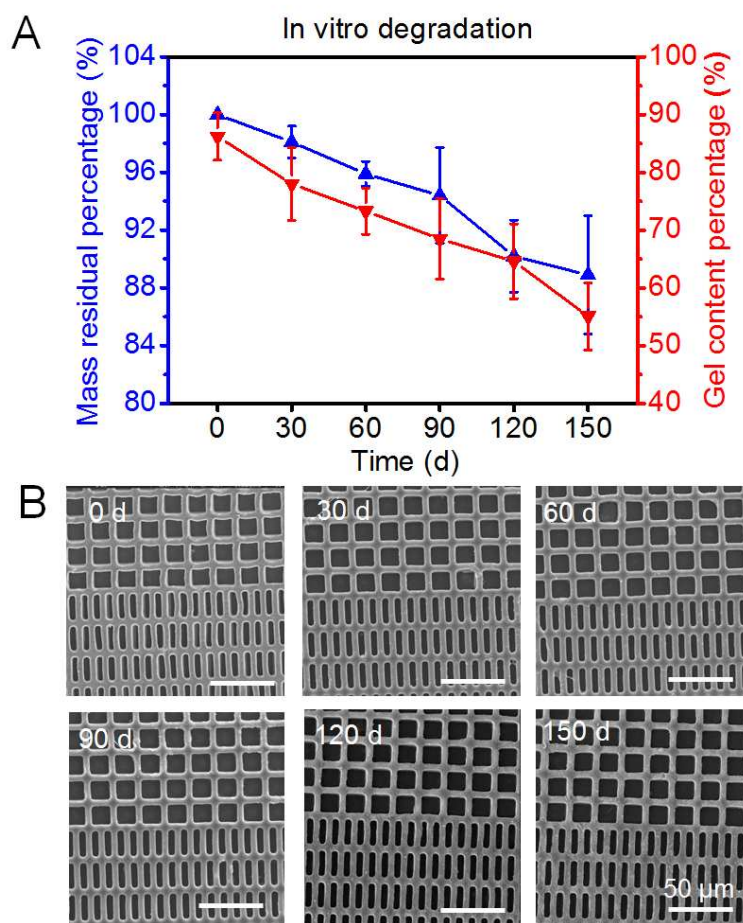 A
In vitro degradation
Mass residual percentage (%)
104
100
96
92
88
84
80
100
90
80
70
60
50
40
Gel content percentage (%)
0 30 60 90 120 150
Time (d)
B
0 d 30 d 60 d
90 d 120 d 150 d
50 μm